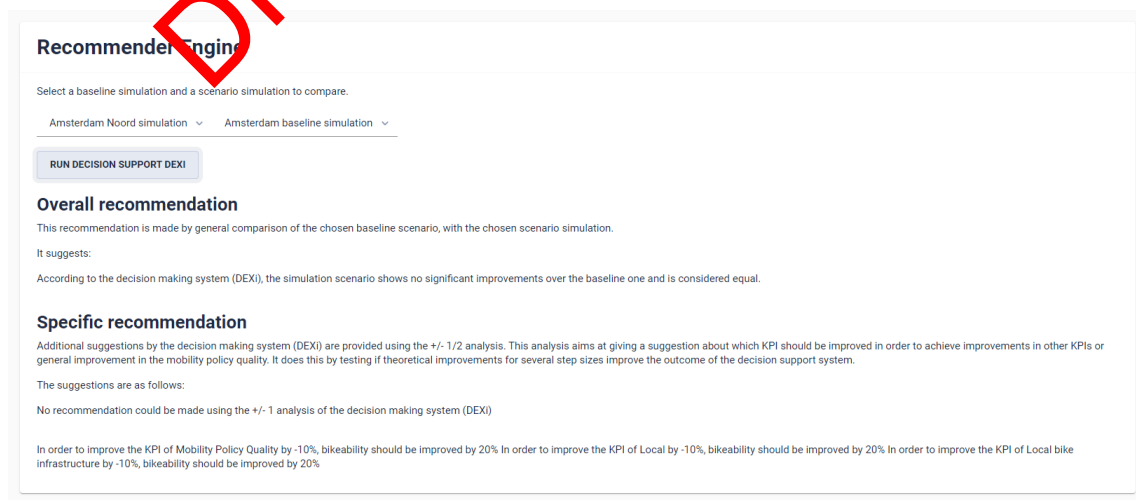 Recommender Engine
Select a baseline simulation and a scenario simulation to compare.
Amsterdam Noord simulation Amsterdam baseline simulation
RUN DECISION SUPPORT DEXI
Overall recommendation
This recommendation is made by general comparison of the chosen baseline scenario, with the chosen scenario simulation.
It suggests:
According to the decision making system (DEXi), the simulation scenario shows no significant improvements over the baseline one and is considered equal.
Specific recommendation
Additional suggestions by the decision making system (DEXi) are provided using the +/- 1/2 analysis. This analysis aims at giving a suggestion about which KPI should be improved in order to achieve improvements in other KPIs or
general improvement in the mobility policy quality. It does this by testing if theoretical improvements for several step sizes improve the outcome of the decision support system.
The suggestions are as follows:
No recommendation could be made using the +/- 1 analysis of the decision making system (DEXi)
In order to improve the KPI of Mobility Policy Quality by -10%, bikeability should be improved by 20% In order to improve the KPI of Local by -10%, bikeability should be improved by 20% In order to improve the KPI of Local bike
infrastructure by -10%, bikeability should be improved by 20%